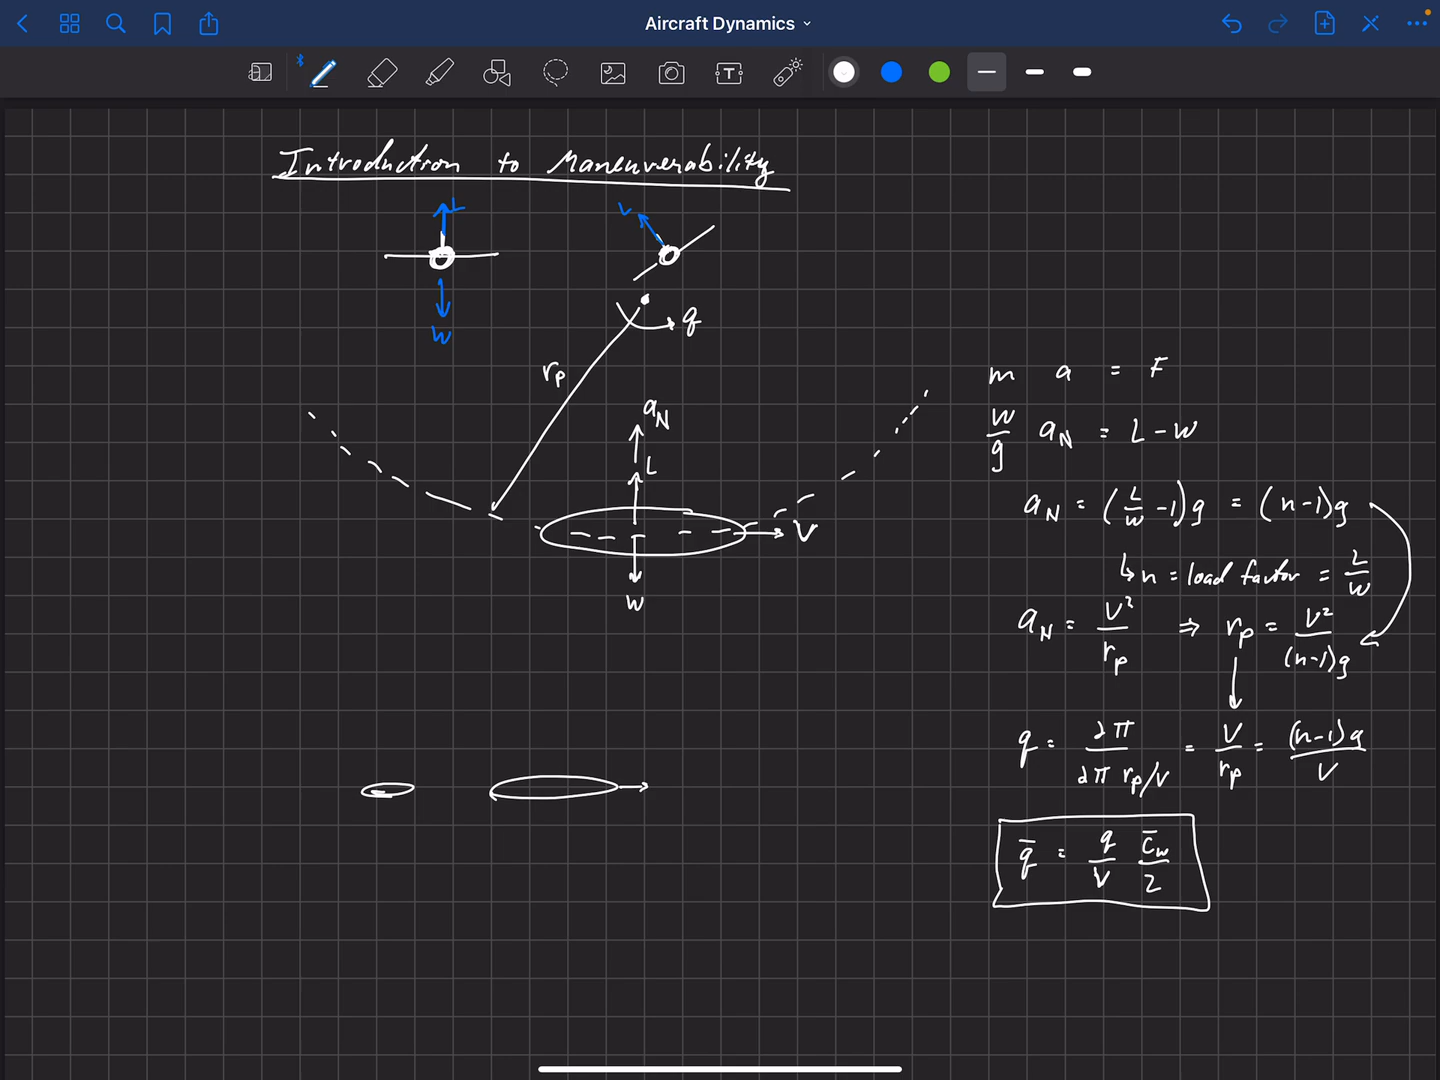 Aircraft Dynamics
Introduction to Maneuverability
L
W
L
q
r_p
a_N
L
V
W
m a = F
W/g a_N = L - W
a_N = (L/W - 1)g = (n-1)g
↳ n = load factor = L/W
a_N = V²/r_p ⇒ r_p = V²/((n-1)g)
q = 2π/(2π r_p/V) = V/r_p = (n-1)g/V
q̄ = q/V c̄_w/2